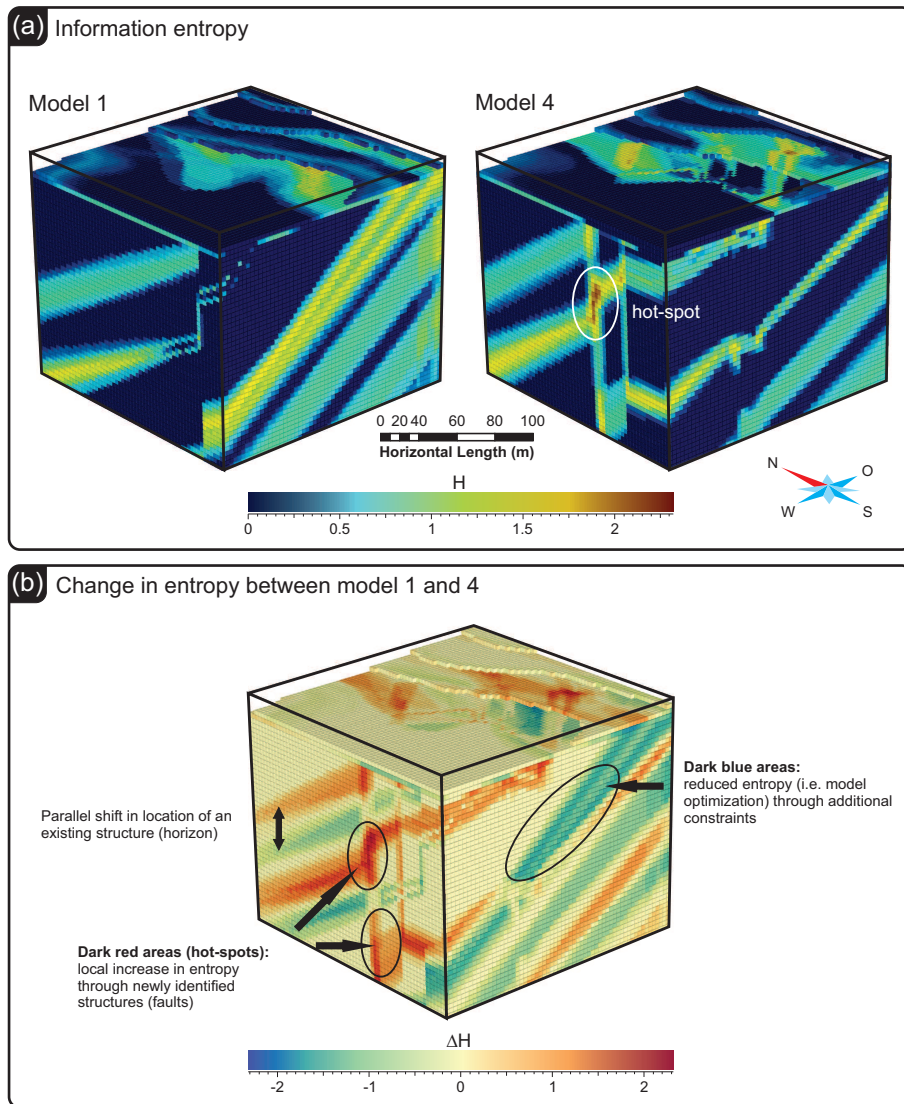 (a) Information entropy
Model 1
Model 4
hot-spot
0 20 40 60 80 100
Horizontal Length (m)
H
0 0.5 1 1.5 2
N
O
W
S
(b) Change in entropy between model 1 and 4
Dark blue areas:
reduced entropy (i.e. model
optimization) through additional
constraints
Parallel shift in location of an
existing structure (horizon)
Dark red areas (hot-spots):
local increase in entropy
through newly identified
structures (faults)
ΔH
-2 -1 0 1 2